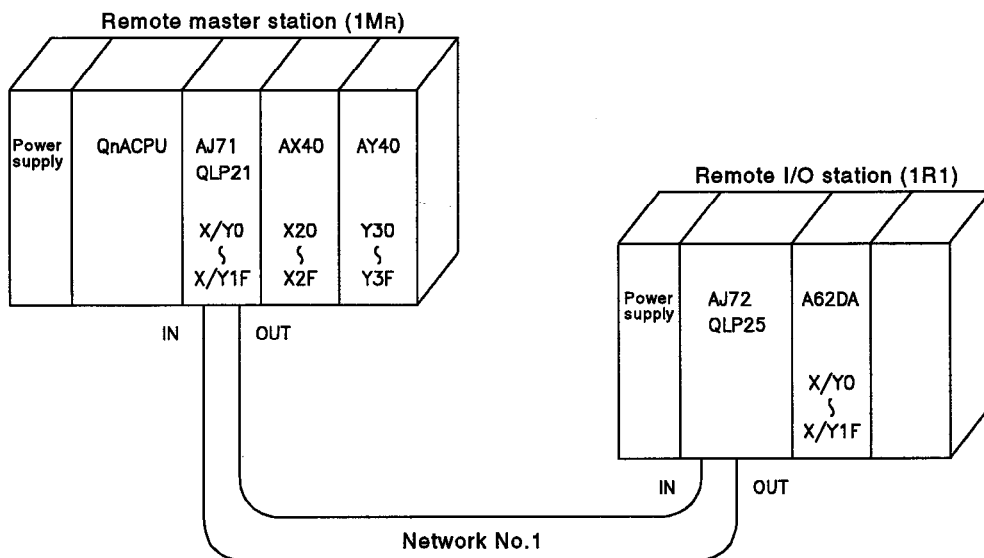 Remote master station (1MR)
Power
supply
QnACPU
AJ71
QLP21
X/Y0
∫
X/Y1F
AX40
X20
∫
X2F
AY40
Y30
∫
Y3F
IN
OUT
Remote I/O station (1R1)
Power
supply
AJ72
QLP25
A62DA
X/Y0
∫
X/Y1F
IN
OUT
Network No.1